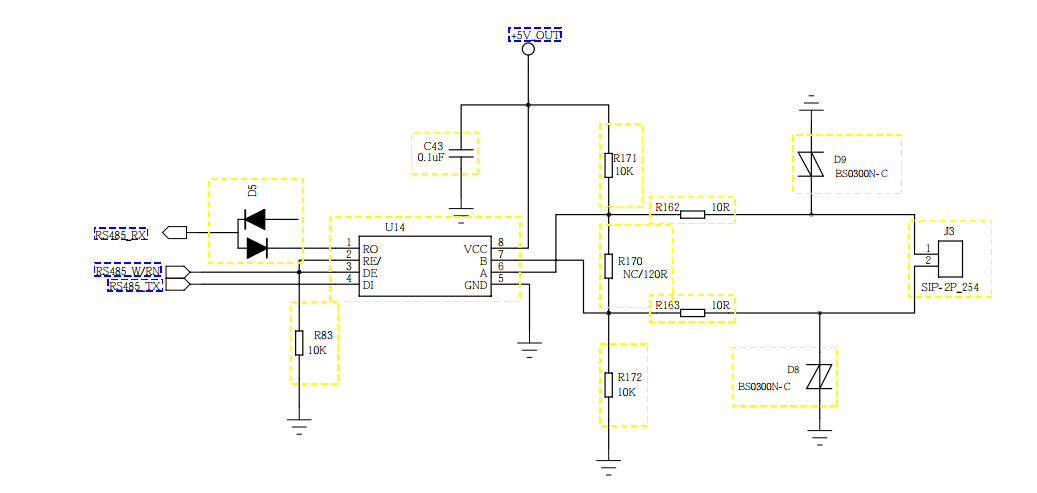 +5V_OUT
C43
0.1uF
R171
10K
D9
BS0300N-C
D5
R162 10R
U14
RS485_RX
1 RO VCC 8
2 RE/ B 7
3 DE A 6
4 DI GND 5
RS485_W/RN
RS485_TX
R170
NC/120R
J3
1
2
SIP-2P_254
R163 10R
R83
10K
D8
BS0300N-C
R172
10K